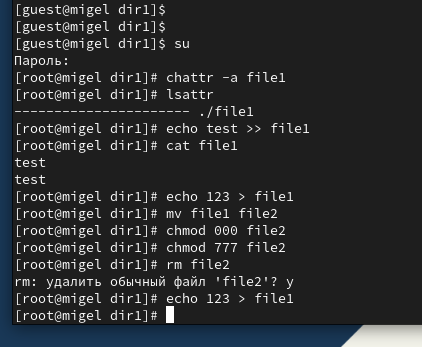 [guest@migel dir1]$
[guest@migel dir1]$
[guest@migel dir1]$ su
Пароль:
[root@migel dir1]# chattr -a file1
[root@migel dir1]# lsattr
---------------------- ./file1
[root@migel dir1]# echo test >> file1
[root@migel dir1]# cat file1
test
test
[root@migel dir1]# echo 123 > file1
[root@migel dir1]# mv file1 file2
[root@migel dir1]# chmod 000 file2
[root@migel dir1]# chmod 777 file2
[root@migel dir1]# rm file2
rm: удалить обычный файл 'file2'? y
[root@migel dir1]# echo 123 > file1
[root@migel dir1]#